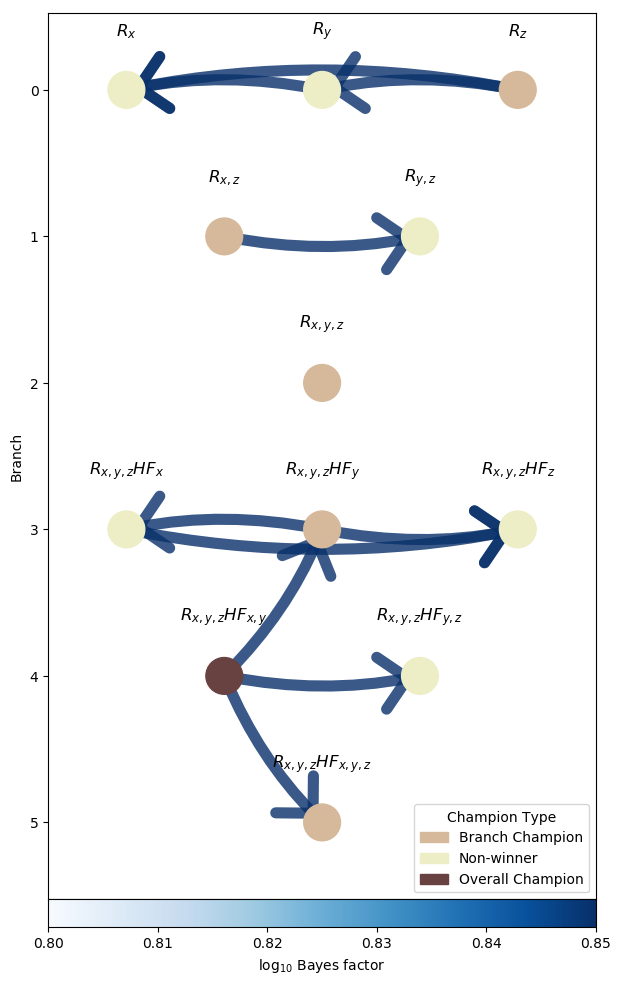 R_x R_y R_z
0
R_{x,z} R_{y,z}
1
R_{x,y,z}
2
R_{x,y,z}HF_x R_{x,y,z}HF_y R_{x,y,z}HF_z
3
R_{x,y,z}HF_{x,y} R_{x,y,z}HF_{y,z}
4
R_{x,y,z}HF_{x,y,z}
5
Branch
Champion Type
Branch Champion
Non-winner
Overall Champion
0.80 0.81 0.82 0.83 0.84 0.85
log_{10} Bayes factor